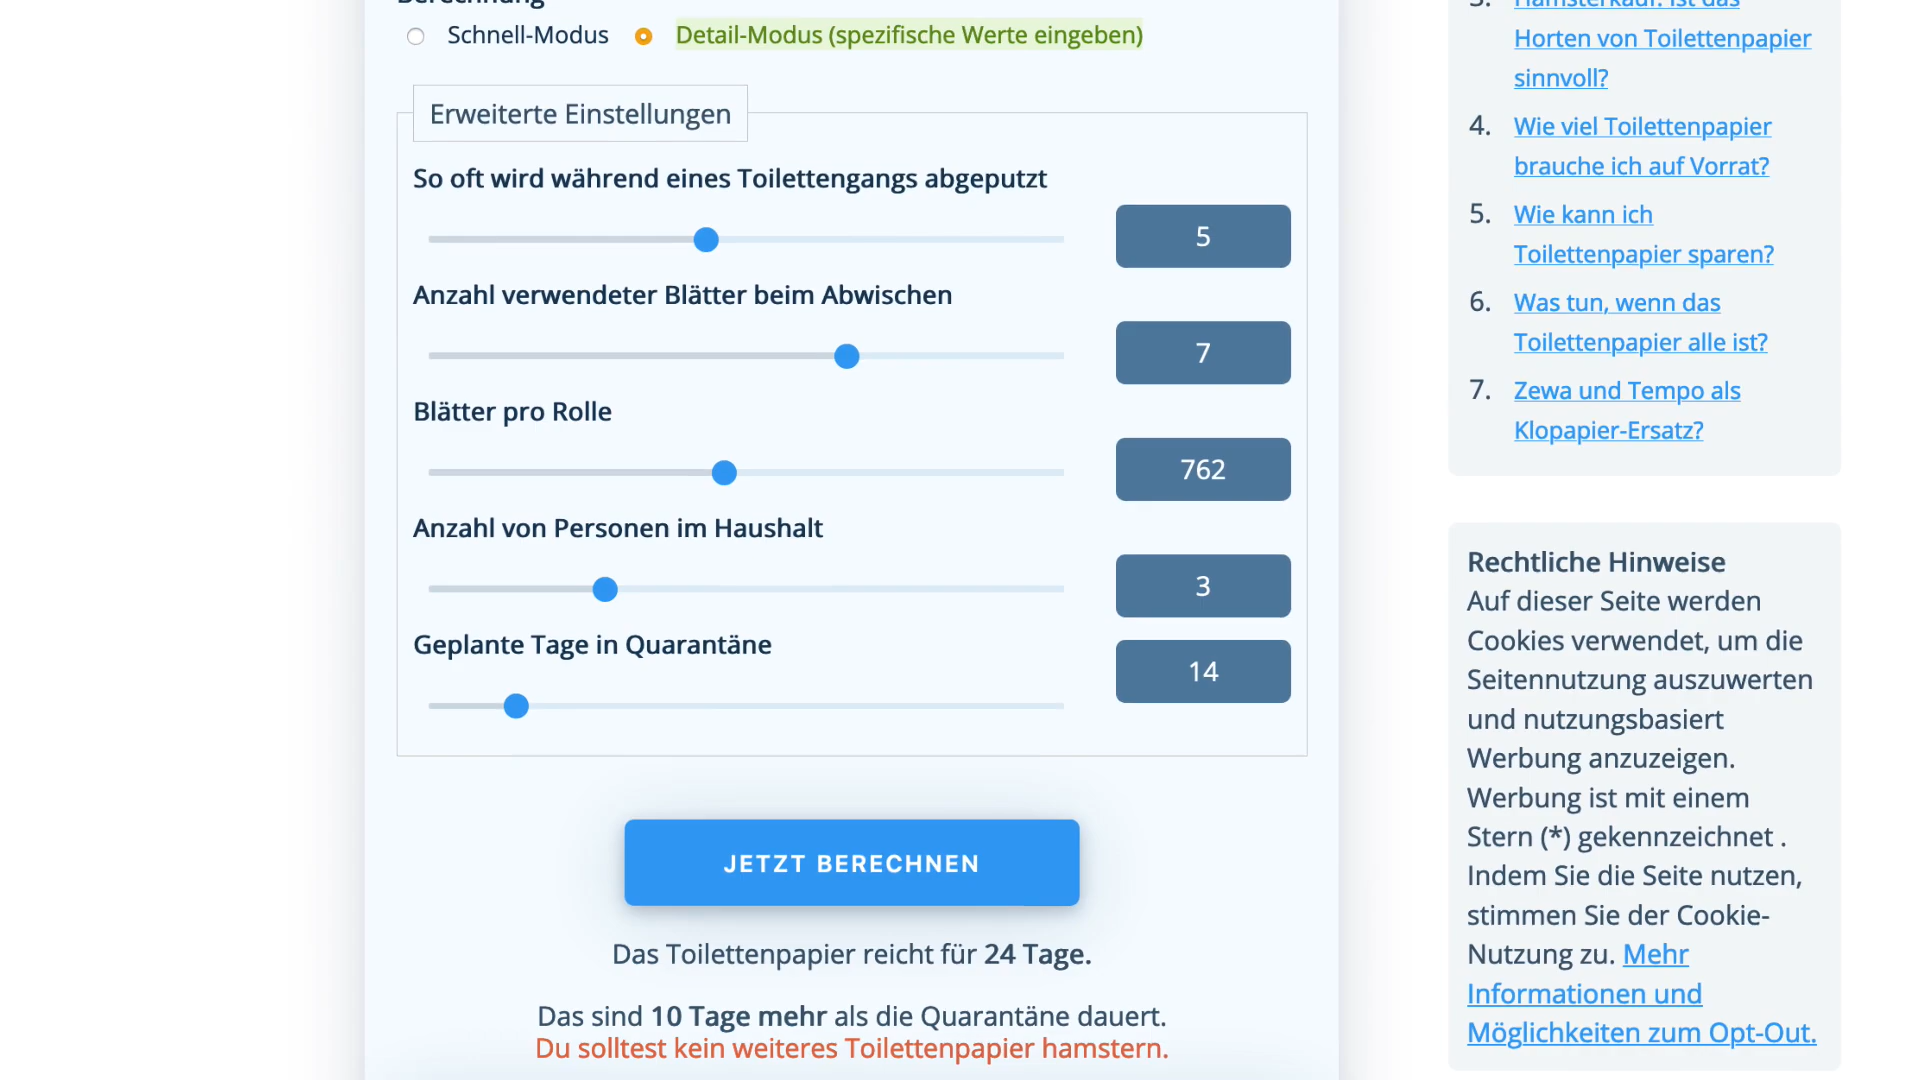 Berechnung
Schnell-Modus
Detail-Modus (spezifische Werte eingeben)
Erweiterte Einstellungen
So oft wird während eines Toilettengangs abgeputzt
5
Anzahl verwendeter Blätter beim Abwischen
7
Blätter pro Rolle
762
Anzahl von Personen im Haushalt
3
Geplante Tage in Quarantäne
14
JETZT BERECHNEN
Das Toilettenpapier reicht für 24 Tage.
Das sind 10 Tage mehr als die Quarantäne dauert.
Du solltest kein weiteres Toilettenpapier hamstern.
3. Hamsterkauf: Ist das
Horten von Toilettenpapier
sinnvoll?
4. Wie viel Toilettenpapier
brauche ich auf Vorrat?
5. Wie kann ich
Toilettenpapier sparen?
6. Was tun, wenn das
Toilettenpapier alle ist?
7. Zewa und Tempo als
Klopapier-Ersatz?
Rechtliche Hinweise
Auf dieser Seite werden
Cookies verwendet, um die
Seitennutzung auszuwerten
und nutzungsbasiert
Werbung anzuzeigen.
Werbung ist mit einem
Stern (*) gekennzeichnet .
Indem Sie die Seite nutzen,
stimmen Sie der Cookie-
Nutzung zu. Mehr
Informationen und
Möglichkeiten zum Opt-Out.